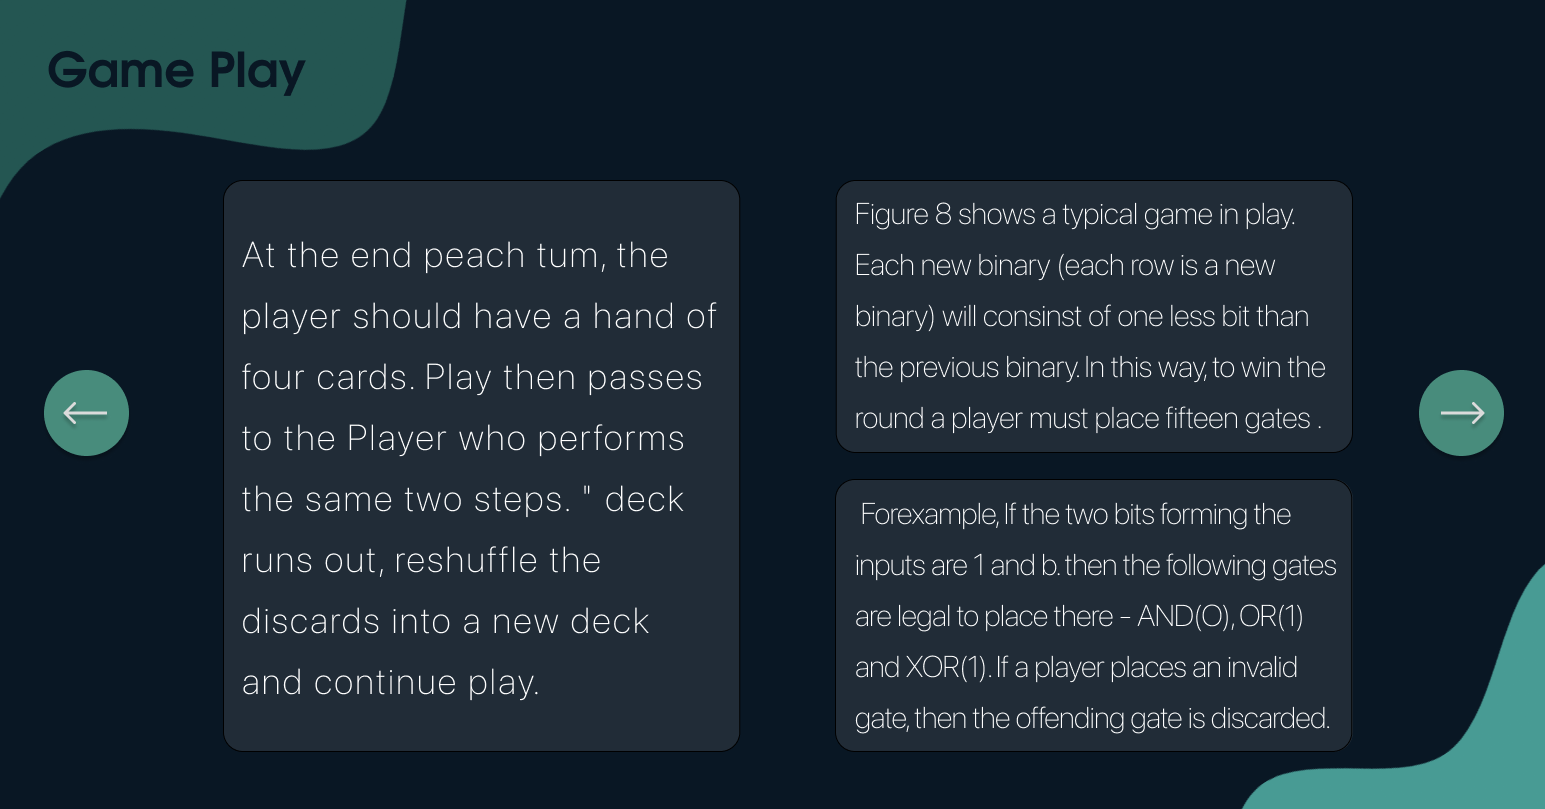 Game Play
At the end peach tum, the
player should have a hand of
four cards. Play then passes
to the Player who performs
the same two steps. " deck
runs out, reshuffle the
discards into a new deck
and continue play.
Figure 8 shows a typical game in play.
Each new binary (each row is a new
binary) will consinst of one less bit than
the previous binary. In this way, to win the
round a player must place fifteen gates .
Forexample, If the two bits forming the
inputs are 1 and b. then the following gates
are legal to place there - AND(O), OR(1)
and XOR(1). If a player places an invalid
gate, then the offending gate is discarded.